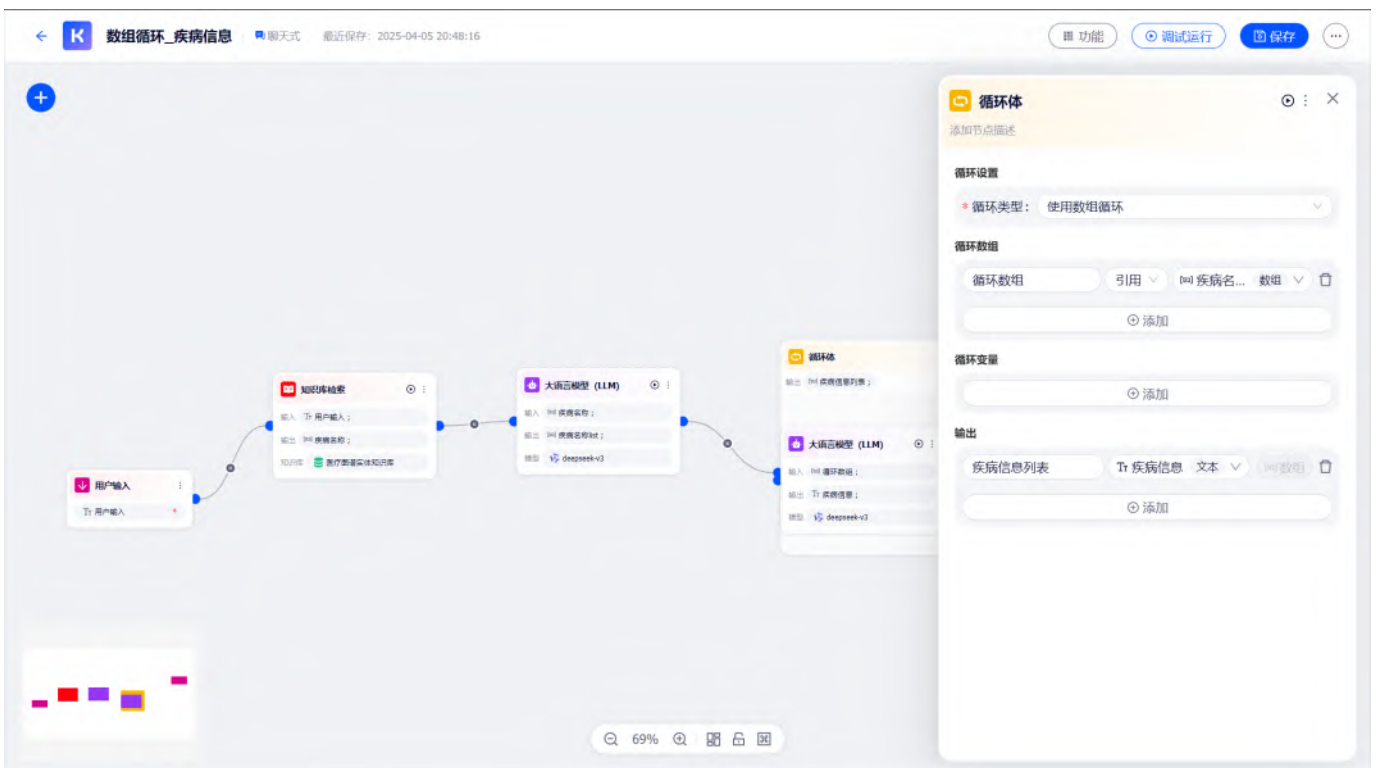 K 数组循环_疾病信息 聊天式 最近保存: 2025-04-05 20:48:16 功能 调试运行 保存
循环体
添加节点描述
循环设置
* 循环类型: 使用数组循环
循环数组
循环数组 引用 疾病名... 数组
添加
循环变量
添加
输出
疾病信息列表 Tr 疾病信息 文本 数组
添加
用户输入
Tr 用户输入 *
知识库检索
输入 Tr 用户输入 ;
输出 疾病名称 ;
知识库 医疗图谱实体知识库
大语言模型 (LLM)
输入 疾病名称 ;
输出 疾病名称list ;
模型 deepseek-v3
循环体
输出 疾病信息列表 ;
大语言模型 (LLM)
输入 循环数组 ;
输出 Tr 疾病信息 ;
模型 deepseek-v3
69%